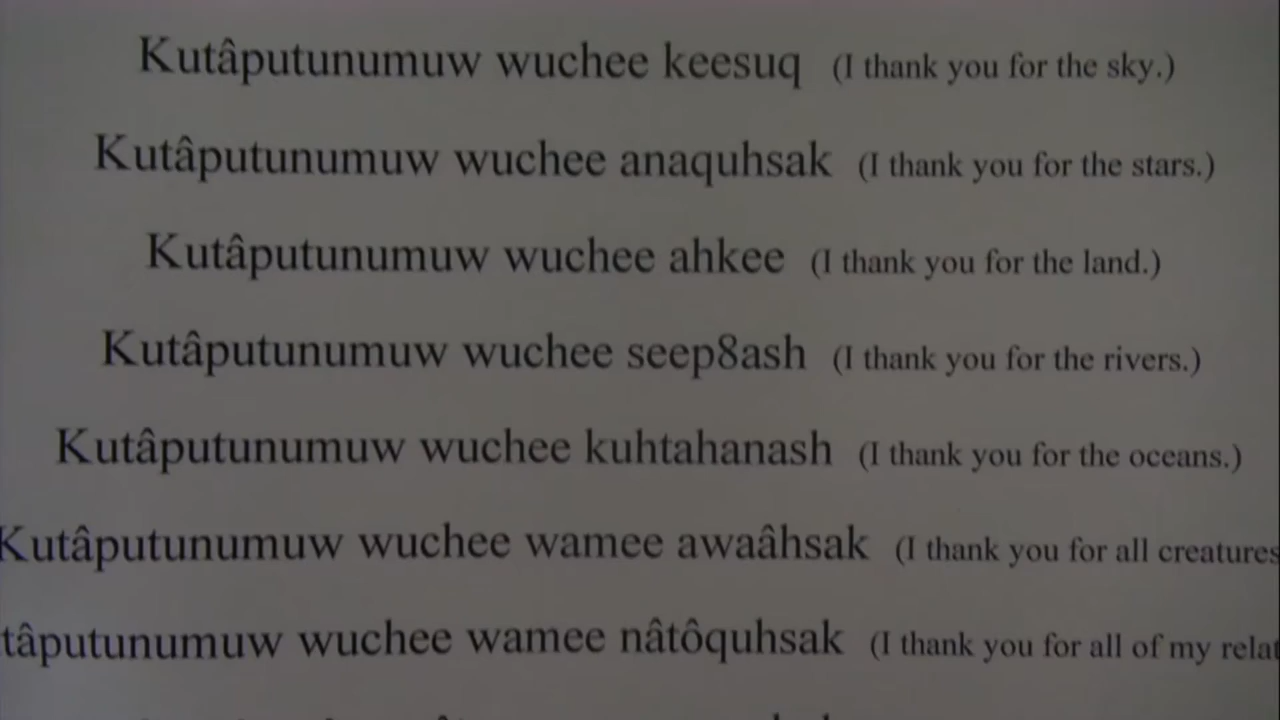 Kutâputunumuw wuchee keesuq (I thank you for the sky.)
Kutâputunumuw wuchee anaquhsak (I thank you for the stars.)
Kutâputunumuw wuchee ahkee (I thank you for the land.)
Kutâputunumuw wuchee seep8ash (I thank you for the rivers.)
Kutâputunumuw wuchee kuhtahanash (I thank you for the oceans.)
Kutâputunumuw wuchee wamee awaâhsak (I thank you for all creatures
tâputunumuw wuchee wamee nâtôquhsak (I thank you for all of my relat